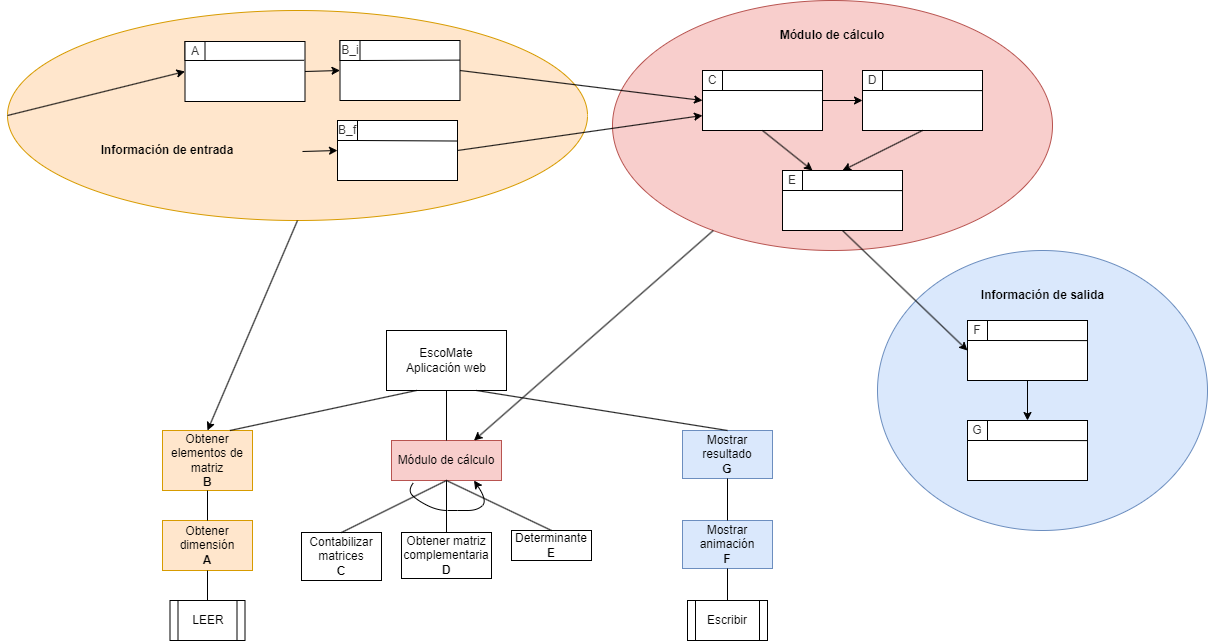 A
B_i
B_f
Información de entrada
Módulo de cálculo
C
D
E
Información de salida
F
G
EscoMate
Aplicación web
Obtener
elementos de
matriz
B
Módulo de cálculo
Mostrar
resultado
G
Obtener
dimensión
A
Contabilizar
matrices
C
Obtener matriz
complementaria
D
Determinante
E
Mostrar
animación
F
LEER
Escribir